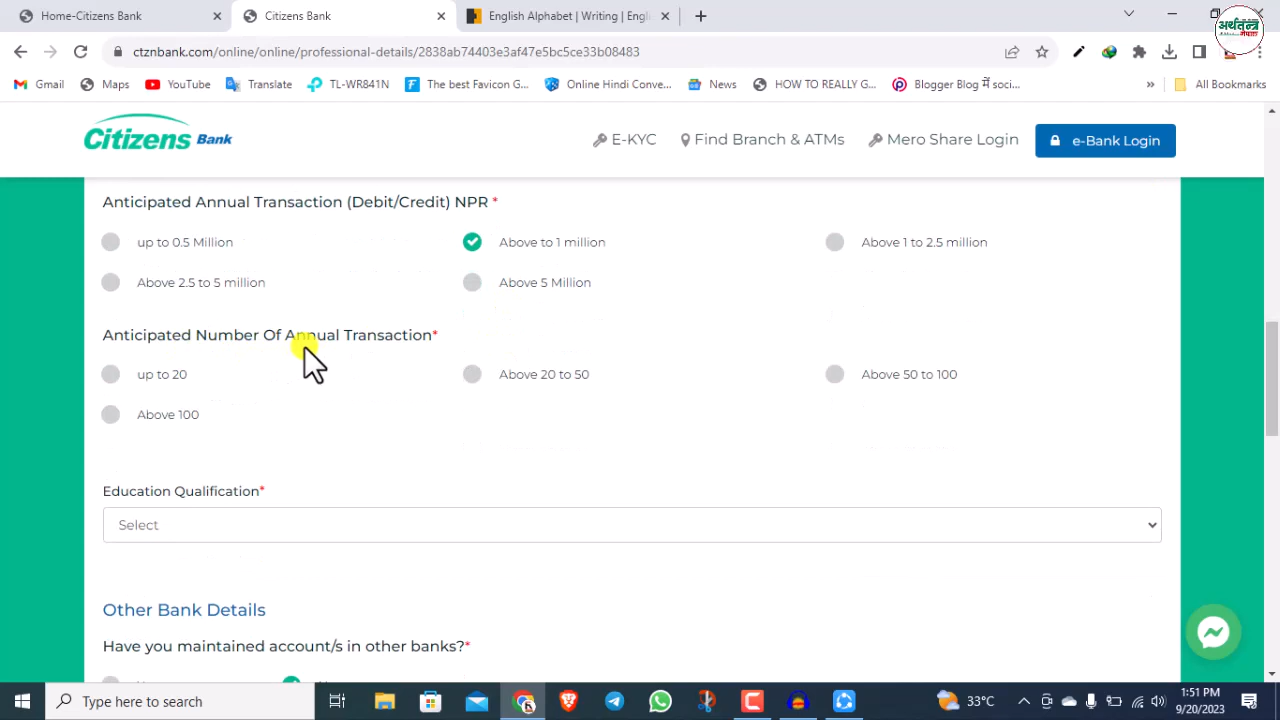 Home-Citizens Bank
Citizens Bank
English Alphabet | Writing | Engl
ctznbank.com/online/online/professional-details/2838ab74403e3af47e5bc5ce33b08483
अर्थतन्त्र
Gmail
Maps
YouTube
Translate
TL-WR841N
The best Favicon G...
Online Hindi Conve...
News
HOW TO REALLY G...
Blogger Blog में soci...
»
All Bookmarks
Citizens Bank
E-KYC
Find Branch & ATMs
Mero Share Login
e-Bank Login
Anticipated Annual Transaction (Debit/Credit) NPR *
up to 0.5 Million
Above to 1 million
Above 1 to 2.5 million
Above 2.5 to 5 million
Above 5 Million
Anticipated Number Of Annual Transaction*
up to 20
Above 20 to 50
Above 50 to 100
Above 100
Education Qualification*
Select
Other Bank Details
Have you maintained account/s in other banks?*
Type here to search
33°C
1:51 PM
9/20/2023